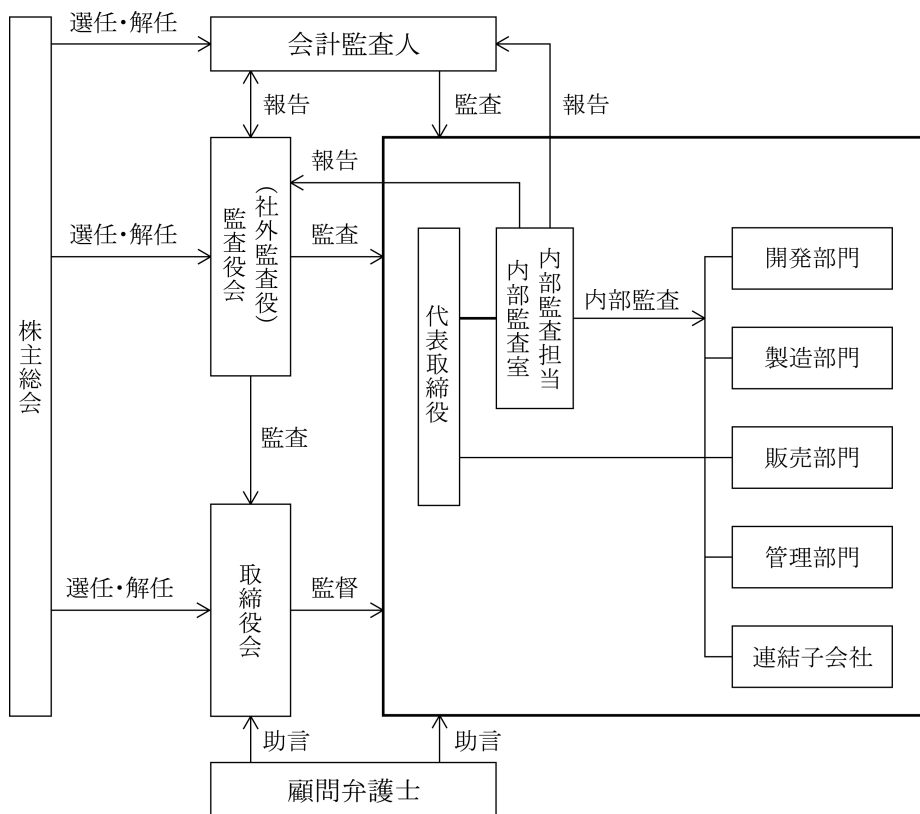 選任・解任
会計監査人
報告
監査
報告
報告
選任・解任
監査役会
(社外監査役)
監査
株主総会
代表取締役
内部監査室
内部監査担当
内部監査
開発部門
製造部門
販売部門
管理部門
連結子会社
監査
選任・解任
取締役会
監督
助言
助言
顧問弁護士